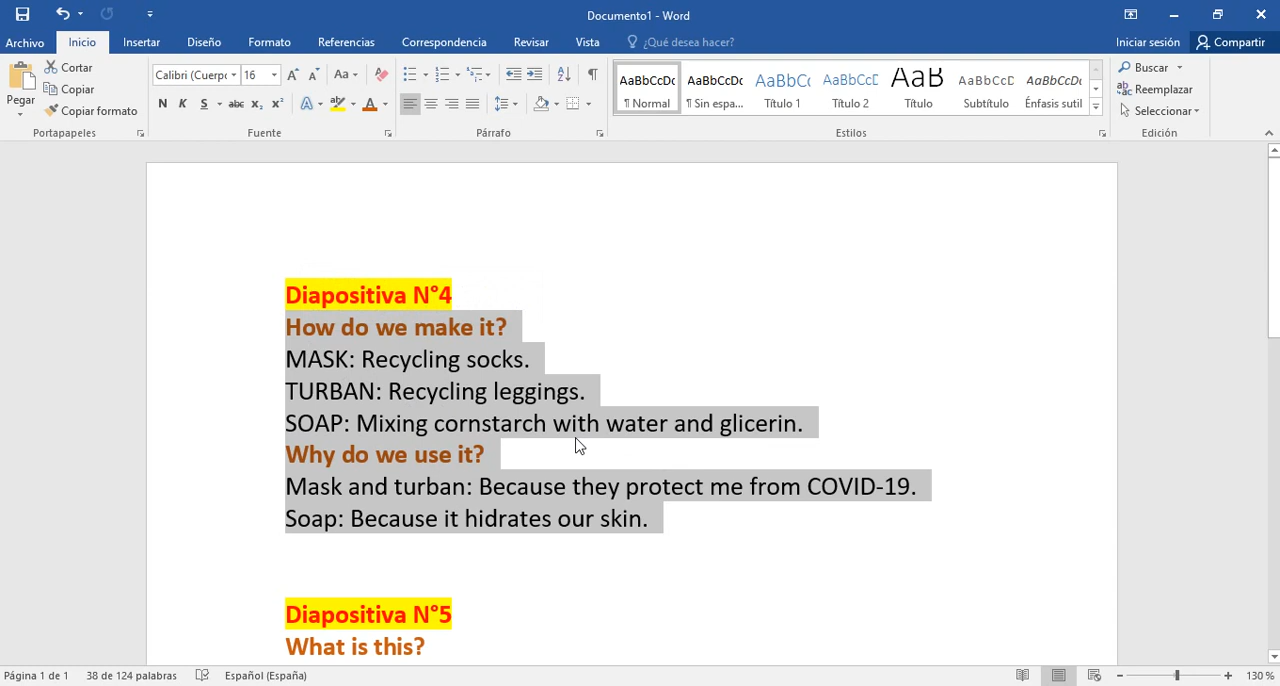 Documento1 - Word
Archivo Inicio Insertar Diseño Formato Referencias Correspondencia Revisar Vista ¿Qué desea hacer? Iniciar sesión Compartir
Pegar
Cortar
Copiar
Copiar formato
Portapapeles
Calibri (Cuerpo 16
Aa
N K S abc x₂ x² A A
Fuente
Párrafo
AaBbCcDc AaBbCcDc AaBbCc AaBbCcD AaB AaBbCcD AaBbCcDc
¶ Normal ¶ Sin espa... Título 1 Título 2 Título Subtítulo Énfasis sutil
Estilos
Buscar
Reemplazar
Seleccionar
Edición
Diapositiva N°4
How do we make it?
MASK: Recycling socks.
TURBAN: Recycling leggings.
SOAP: Mixing cornstarch with water and glicerin.
Why do we use it?
Mask and turban: Because they protect me from COVID-19.
Soap: Because it hidrates our skin.
Diapositiva N°5
What is this?
Página 1 de 1 38 de 124 palabras Español (España) 130 %